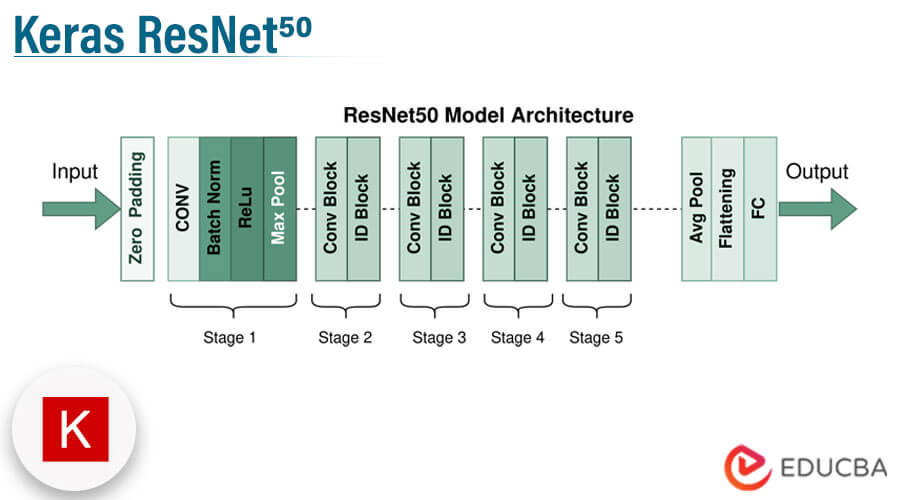 Keras ResNet⁵⁰
ResNet50 Model Architecture
Input
Zero Padding
CONV
Batch Norm
ReLu
Max Pool
Conv Block
ID Block
Conv Block
ID Block
Conv Block
ID Block
Conv Block
ID Block
Avg Pool
Flattening
FC
Output
Stage 1
Stage 2
Stage 3
Stage 4
Stage 5
K
EDUCBA